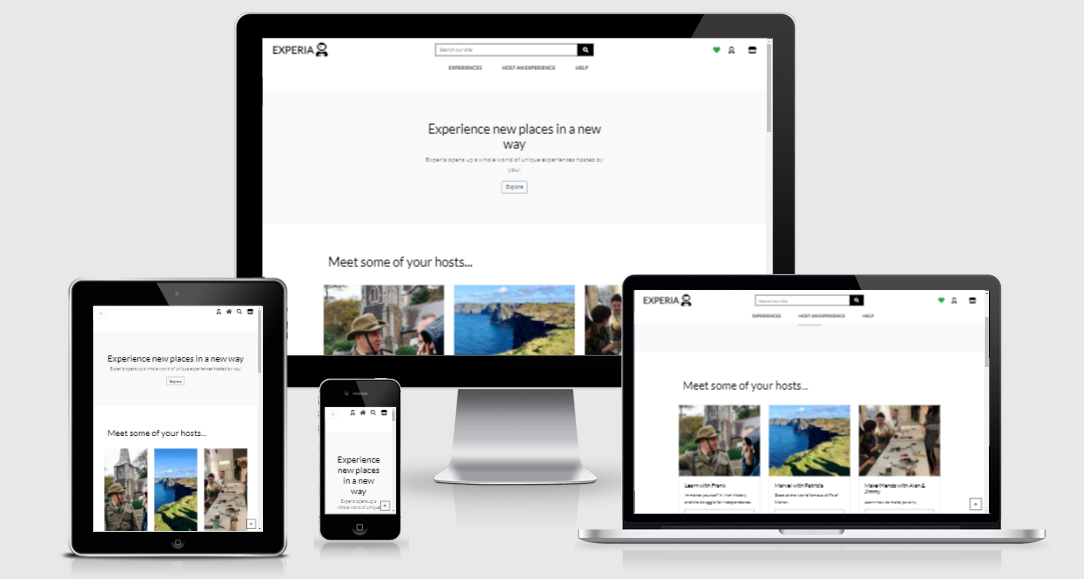 EXPERIA
Search our site
EXPERIENCES HOST AN EXPERIENCE HELP
Experience new places in a new
way
Experia opens up a whole world of unique experiences hosted by
you!
Explore
Meet some of your hosts...
Experience new places in a new way
Experia opens up a whole world of unique experiences hosted by you!
Explore
Meet some of your hosts...
Experience
new places
in a new
way
Experia opens up a
whole world of unique
EXPERIA
Search our site
EXPERIENCES HOST AN EXPERIENCE HELP
Meet some of your hosts...
Learn with Frank
Immerse yourself in Irish history
and the struggle for independence.
Marvel with Patricia
Gaze at the world famous cliffs of
Moher.
Make friends with Alan &
Jimmy
Learn how to make jewelry.